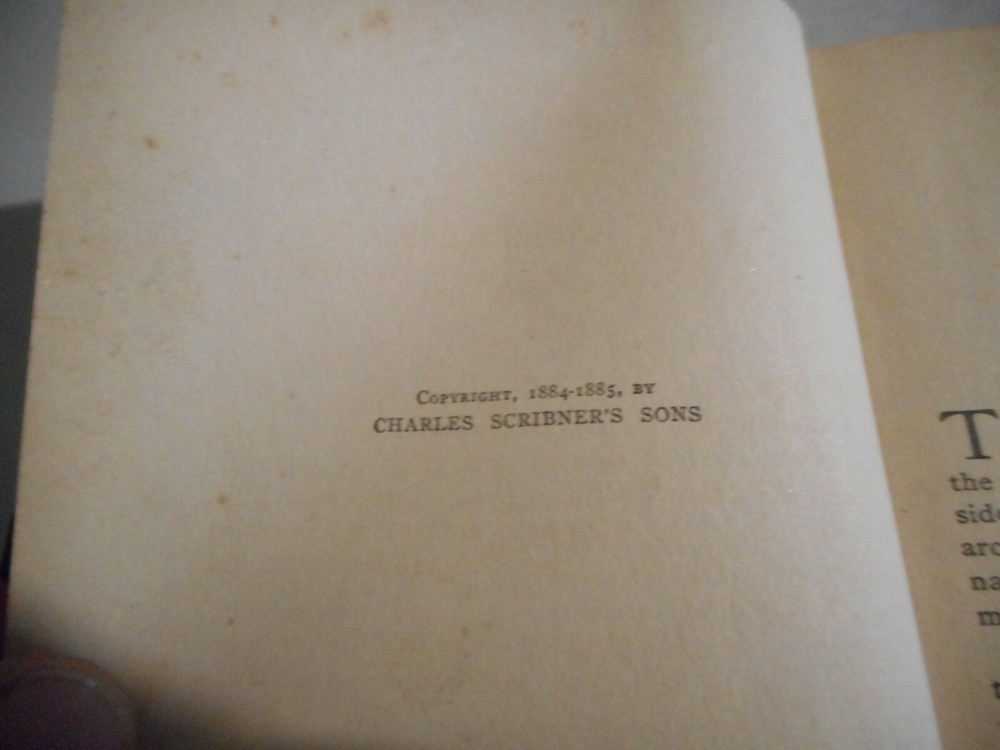 COPYRIGHT, 1884-1885, BY
CHARLES SCRIBNER'S SONS
T
the